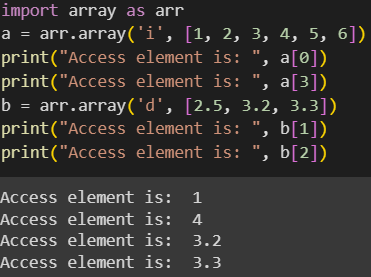 import array as arr
a = arr.array('i', [1, 2, 3, 4, 5, 6])
print("Access element is: ", a[0])
print("Access element is: ", a[3])
b = arr.array('d', [2.5, 3.2, 3.3])
print("Access element is: ", b[1])
print("Access element is: ", b[2])
Access element is:  1
Access element is:  4
Access element is:  3.2
Access element is:  3.3